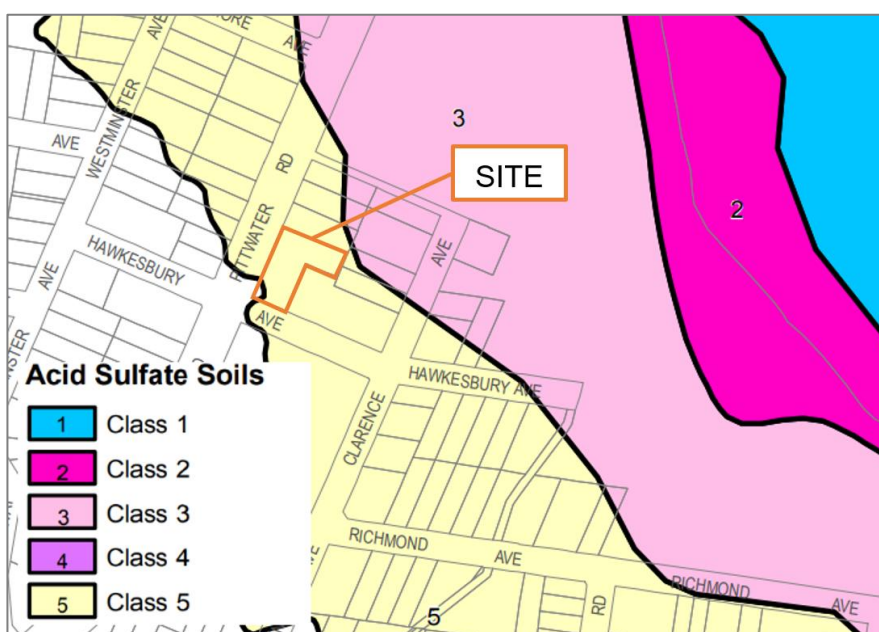 TURE
AVE
AVE
3
WESTMINSTER
AVE
RD
SITE
2
PITTWATER
HAWKESBURY
AVE
AVE
AVE
HAWKESBURY AVE
CLARENCE
RICHMOND
AVE
RICHMOND
AVE
RD
5
Acid Sulfate Soils
1 Class 1
2 Class 2
3 Class 3
4 Class 4
5 Class 5